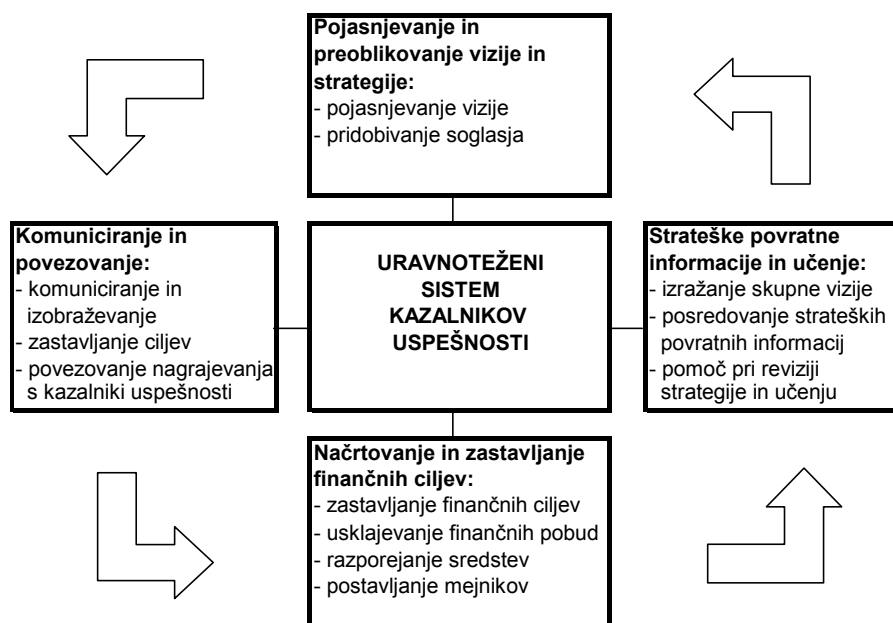 Pojasnjevanje in
preoblikovanje vizije in
strategije:
- pojasnjevanje vizije
- pridobivanje soglasja
Komuniciranje in
povezovanje:
- komuniciranje in
izobraževanje
- zastavljanje ciljev
- povezovanje nagrajevanja
s kazalniki uspešnosti
URAVNOTEŽENI
SISTEM
KAZALNIKOV
USPEŠNOSTI
Strateške povratne
informacije in učenje:
- izražanje skupne vizije
- posredovanje strateških
povratnih informacij
- pomoč pri reviziji
strategije in učenju
Načrtovanje in zastavljanje
finančnih ciljev:
- zastavljanje finančnih ciljev
- usklajevanje finančnih pobud
- razporejanje sredstev
- postavljanje mejnikov